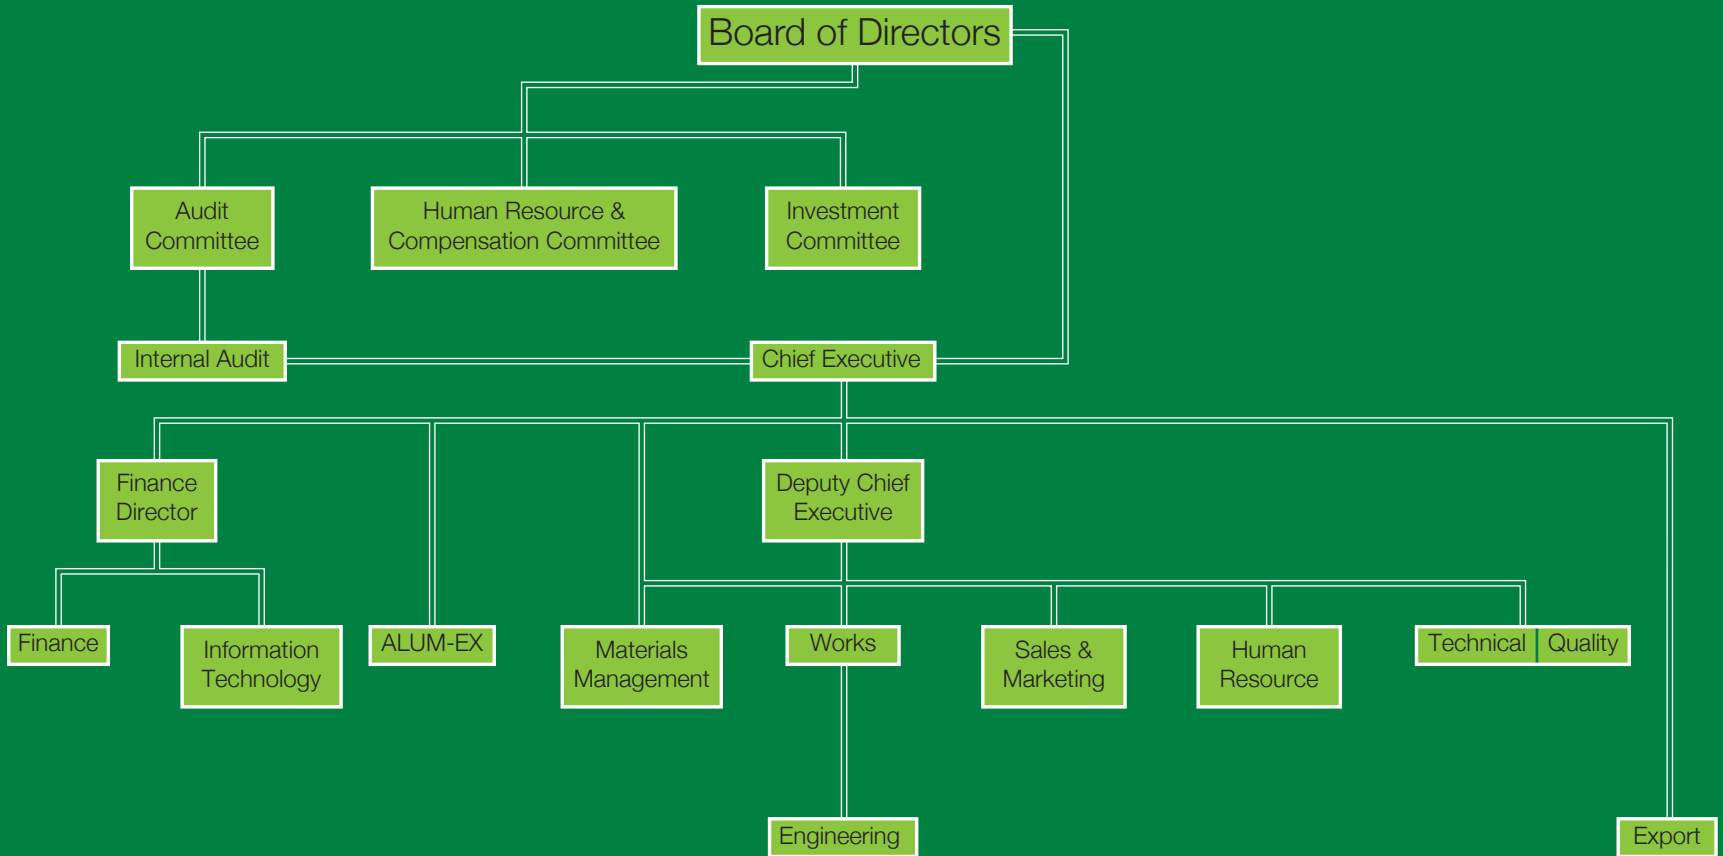 Board of Directors
Audit
Committee
Human Resource &
Compensation Committee
Investment
Committee
Internal Audit
Chief Executive
Finance
Director
Deputy Chief
Executive
Finance
Information
Technology
ALUM-EX
Materials
Management
Works
Sales &
Marketing
Human
Resource
Technical
Quality
Engineering
Export